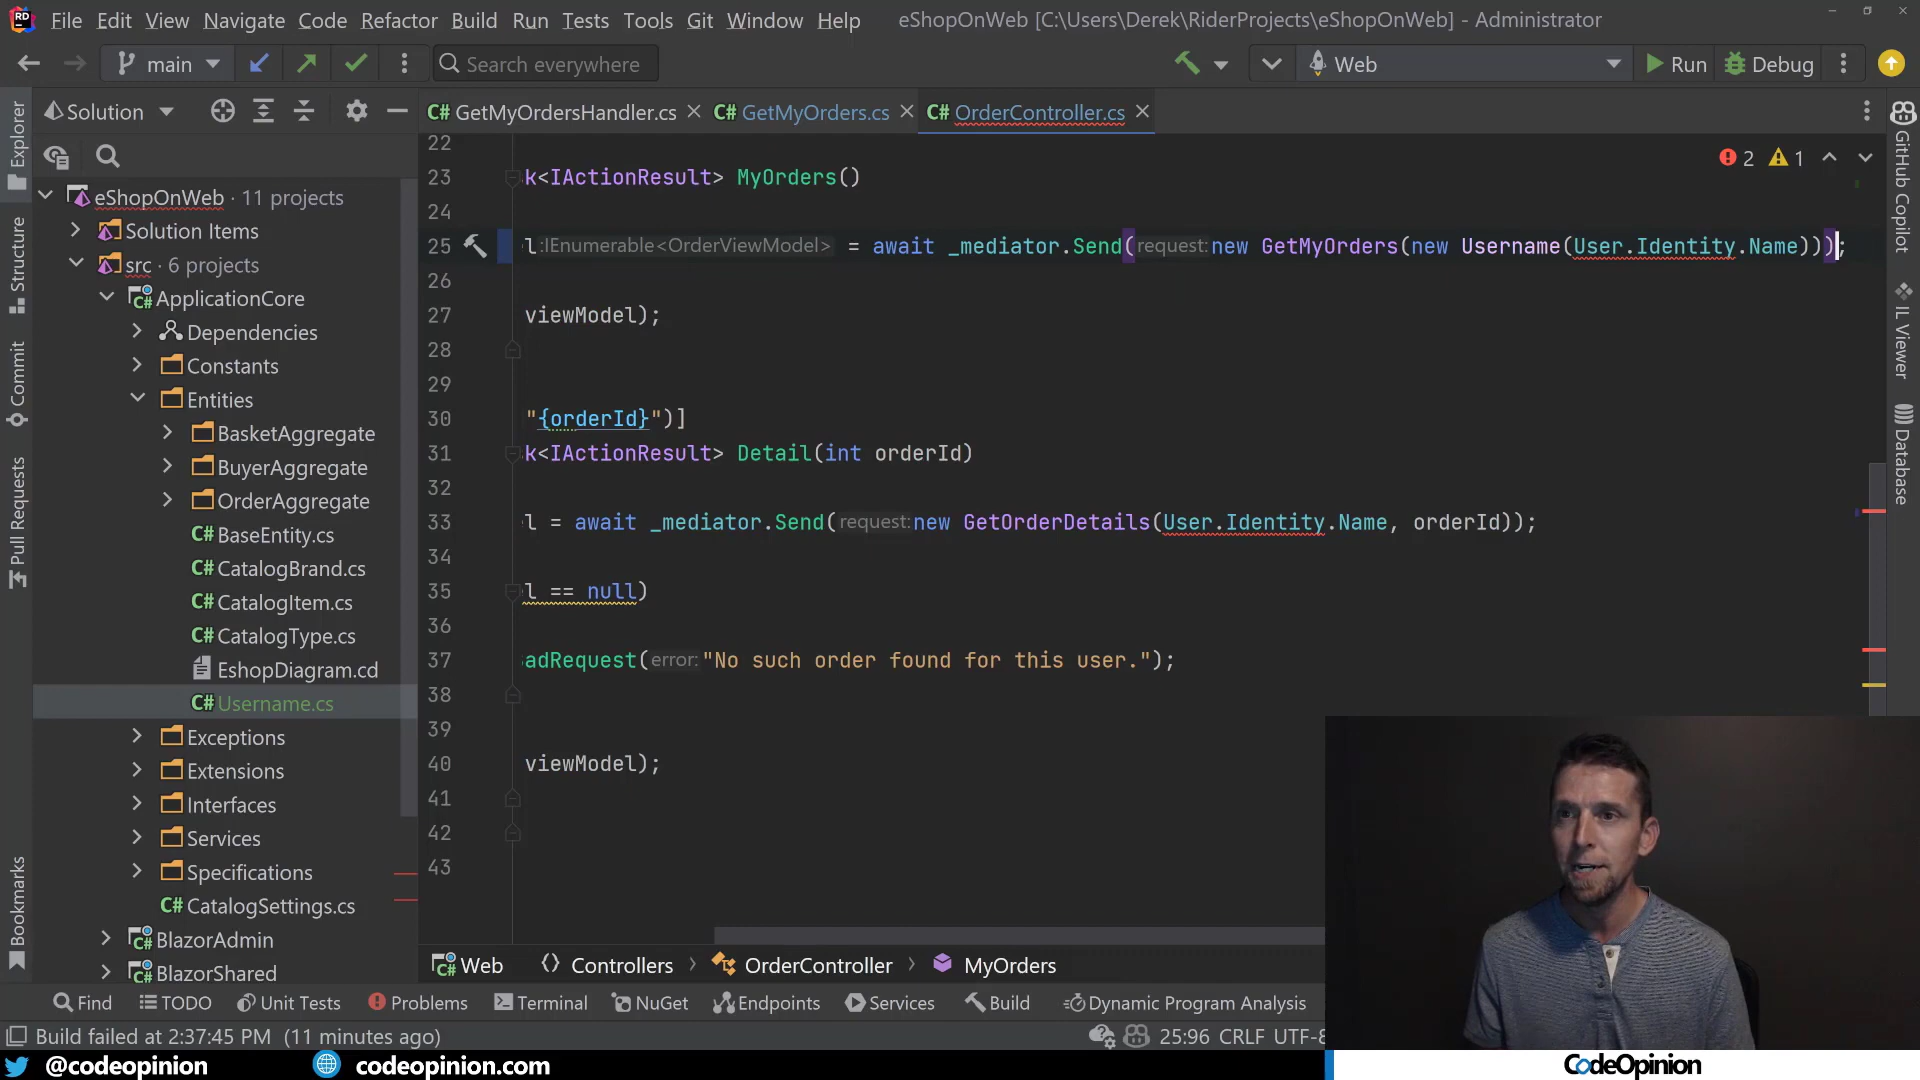 File Edit View Navigate Code Refactor Build Run Tests Tools Git Window Help eShopOnWeb [C:\Users\Derek\RiderProjects\eShopOnWeb] - Administrator
main Search everywhere Web Run Debug
Solution GetMyOrdersHandler.cs GetMyOrders.cs OrderController.cs
2 1
eShopOnWeb · 11 projects
Solution Items
src · 6 projects
ApplicationCore
Dependencies
Constants
Entities
BasketAggregate
BuyerAggregate
OrderAggregate
C# BaseEntity.cs
C# CatalogBrand.cs
C# CatalogItem.cs
C# CatalogType.cs
EshopDiagram.cd
C# Username.cs
Exceptions
Extensions
Interfaces
Services
Specifications
C# CatalogSettings.cs
BlazorAdmin
BlazorShared
22
23 k<IActionResult> MyOrders()
24
25 l :IEnumerable<OrderViewModel> = await _mediator.Send( request: new GetMyOrders(new Username(User.Identity.Name)));
26
27 viewModel);
28
29
30 "{orderId}")]
31 k<IActionResult> Detail(int orderId)
32
33 l = await _mediator.Send( request: new GetOrderDetails(User.Identity.Name, orderId));
34
35 l == null)
36
37 adRequest( error: "No such order found for this user.");
38
39
40 viewModel);
41
42
43
Explorer
Structure
Commit
Pull Requests
Bookmarks
GitHub Copilot
IL Viewer
Database
Web Controllers OrderController MyOrders
Find TODO Unit Tests Problems Terminal NuGet Endpoints Services Build Dynamic Program Analysis
Build failed at 2:37:45 PM (11 minutes ago) 25:96 CRLF UTF-8
@codeopinion codeopinion.com CodeOpinion